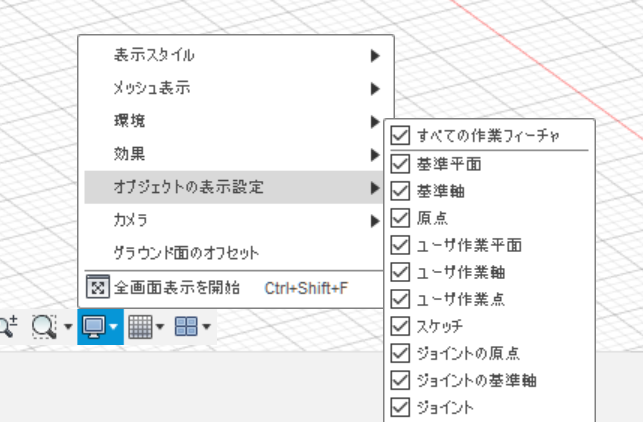 表示スタイル
メッシュ表示
環境
効果
オブジェクトの表示設定
カメラ
グラウンド面のオフセット
全画面表示を開始 Ctrl+Shift+F
すべての作業フィーチャ
基準平面
基準軸
原点
ユーザ作業平面
ユーザ作業軸
ユーザ作業点
スケッチ
ジョイントの原点
ジョイントの基準軸
ジョイント